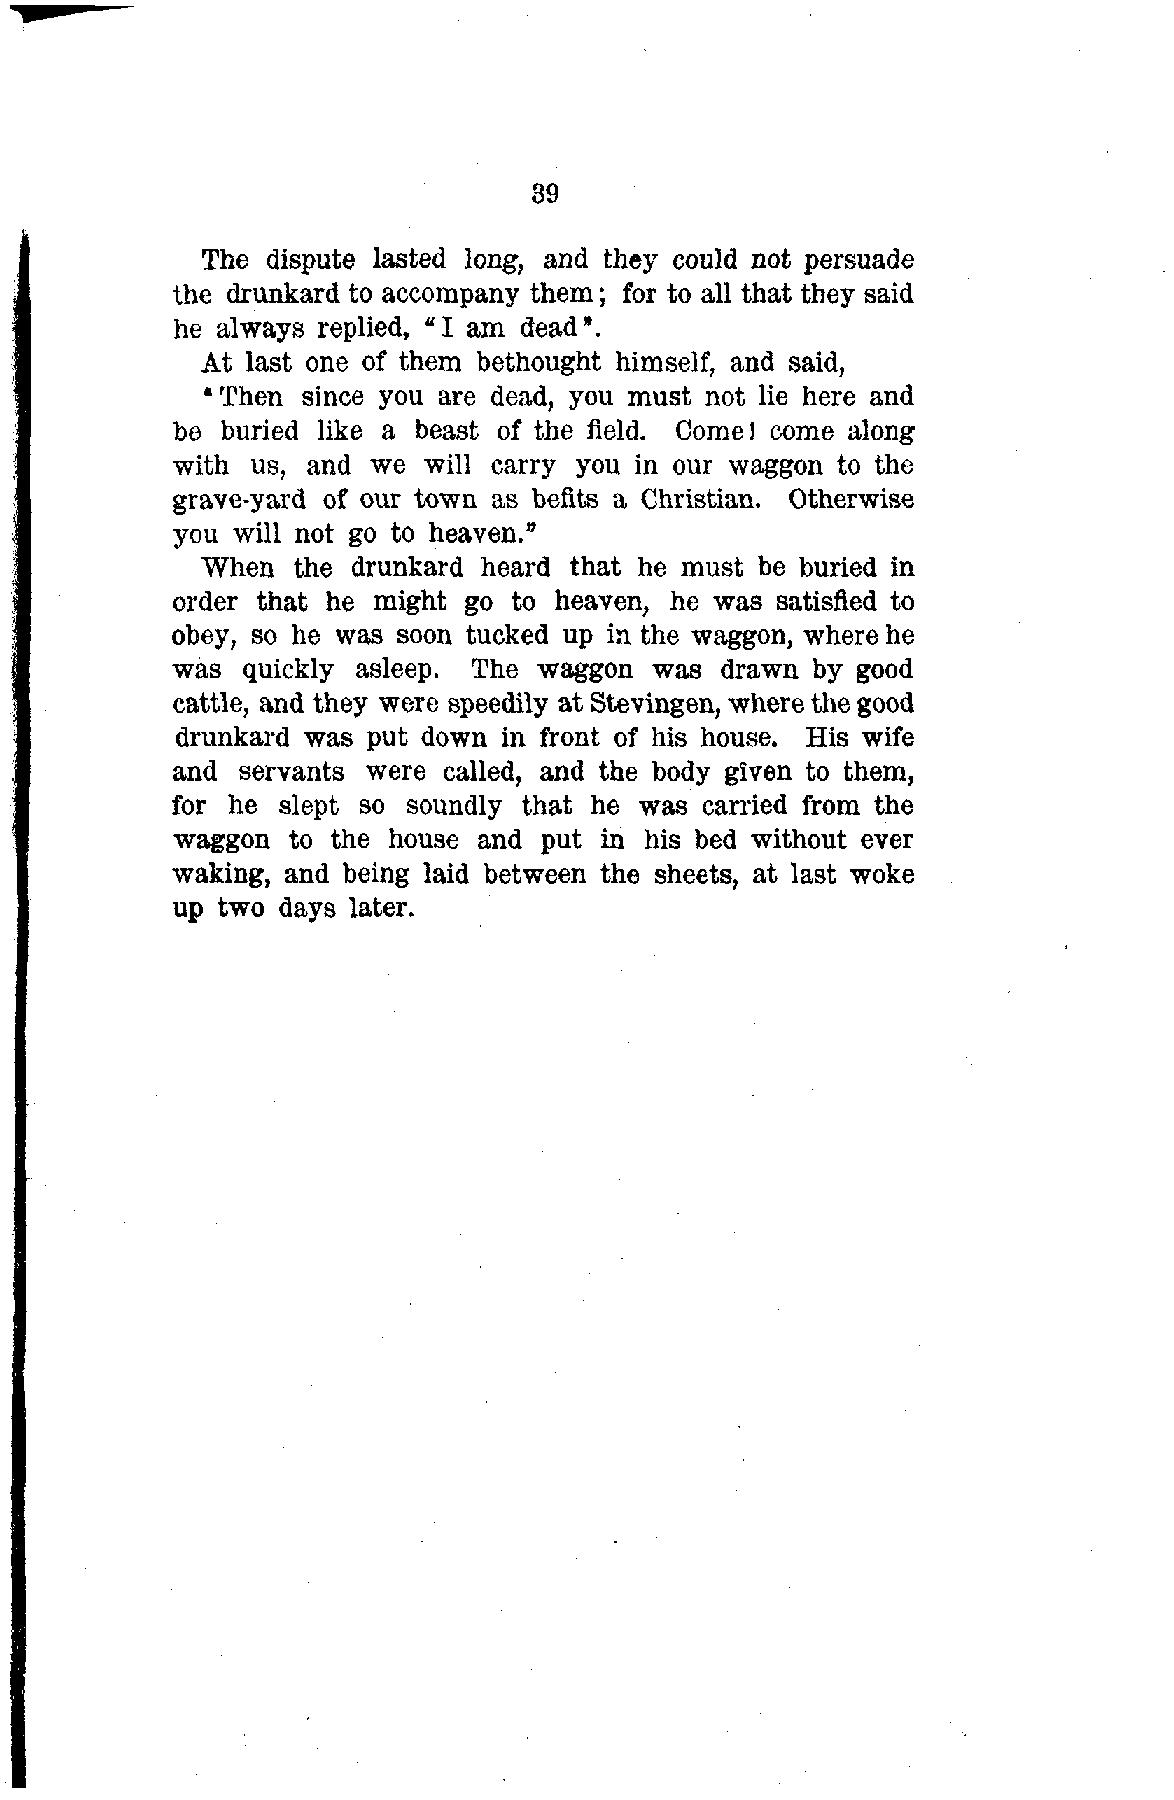 39
The dispute lasted long, and they could not persuade
the drunkard to accompany them; for to all that they said
he always replied, "I am dead".
At last one of them bethought himself, and said,
"Then since you are dead, you must not lie here and
be buried like a beast of the field. Come! come along
with us, and we will carry you in our waggon to the
grave-yard of our town as befits a Christian. Otherwise
you will not go to heaven."
When the drunkard heard that he must be buried in
order that he might go to heaven, he was satisfied to
obey, so he was soon tucked up in the waggon, where he
was quickly asleep. The waggon was drawn by good
cattle, and they were speedily at Stevingen, where the good
drunkard was put down in front of his house. His wife
and servants were called, and the body given to them,
for he slept so soundly that he was carried from the
waggon to the house and put in his bed without ever
waking, and being laid between the sheets, at last woke
up two days later.